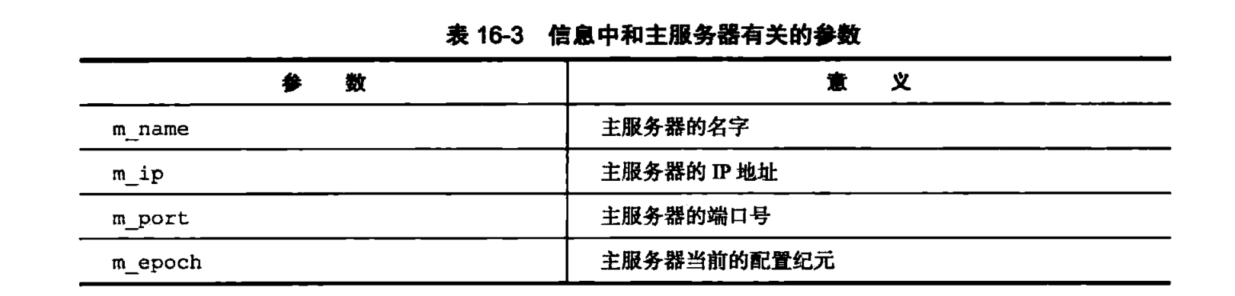 表 16-3 信息中和主服务器有关的参数
参 数 意 义
m_name 主服务器的名字
m_ip 主服务器的 IP 地址
m_port 主服务器的端口号
m_epoch 主服务器当前的配置纪元